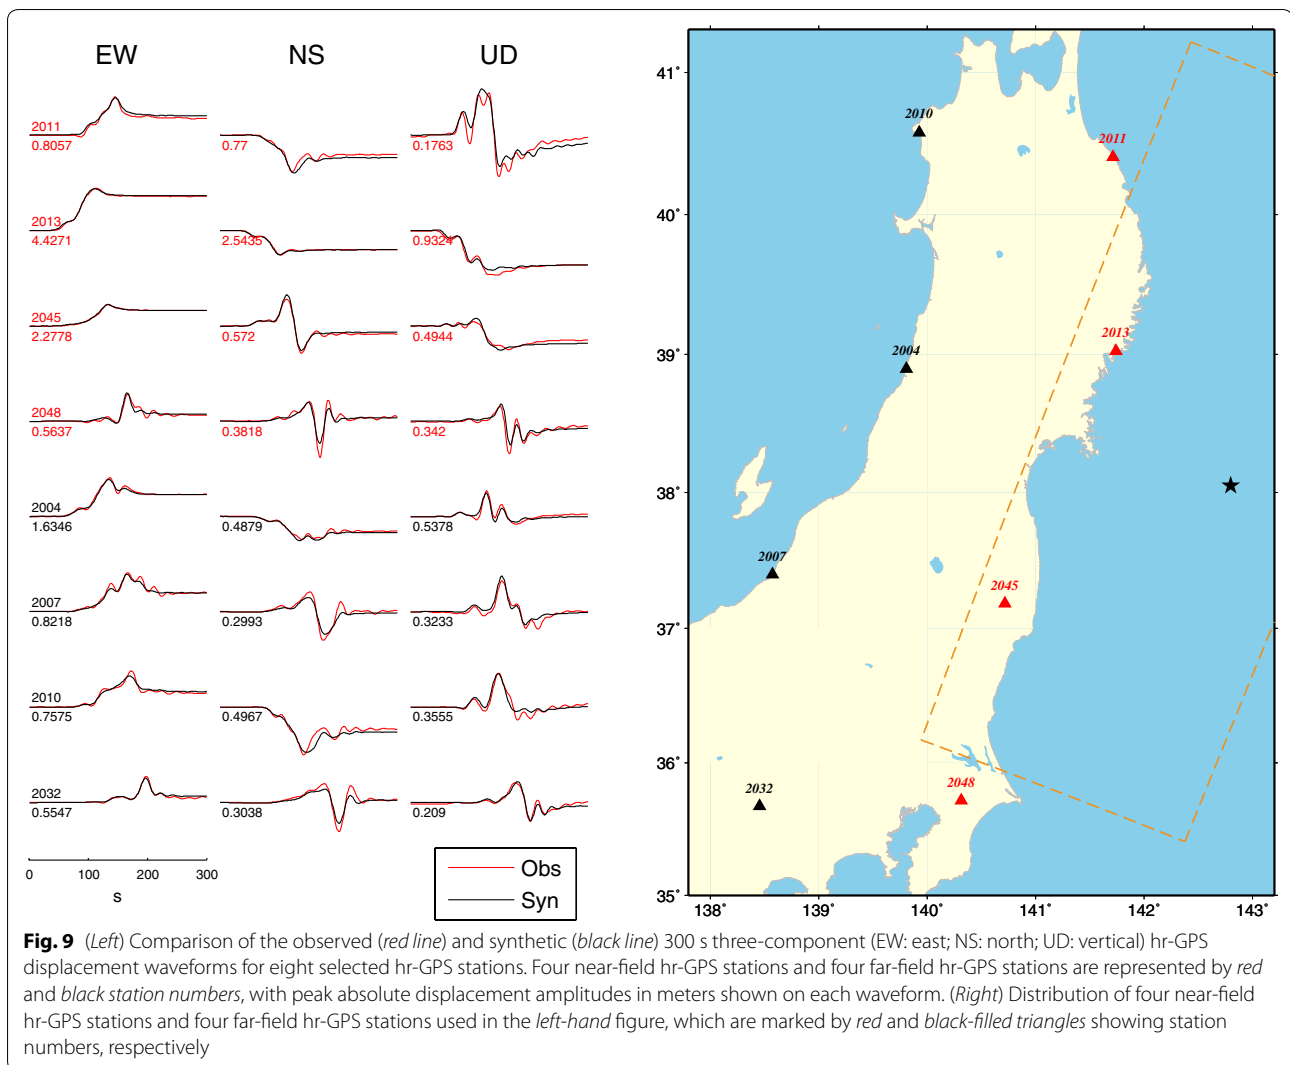 EW NS UD
2011
0.8057 0.77 0.1763
2013
4.4271 2.5435 0.9324
2045
2.2778 0.572 0.4944
2048
0.5637 0.3818 0.342
2004
1.6346 0.4879 0.5378
2007
0.8218 0.2993 0.3233
2010
0.7575 0.4967 0.3555
2032
0.5547 0.3038 0.209
0 100 200 300
s
Obs
Syn
41°
40°
39°
38°
37°
36°
35°
138° 139° 140° 141° 142° 143°
2010
2011
2013
2004
2007
2045
2032
2048
Fig. 9 (Left) Comparison of the observed (red line) and synthetic (black line) 300 s three-component (EW: east; NS: north; UD: vertical) hr-GPS
displacement waveforms for eight selected hr-GPS stations. Four near-field hr-GPS stations and four far-field hr-GPS stations are represented by red
and black station numbers, with peak absolute displacement amplitudes in meters shown on each waveform. (Right) Distribution of four near-field
hr-GPS stations and four far-field hr-GPS stations used in the left-hand figure, which are marked by red and black-filled triangles showing station
numbers, respectively